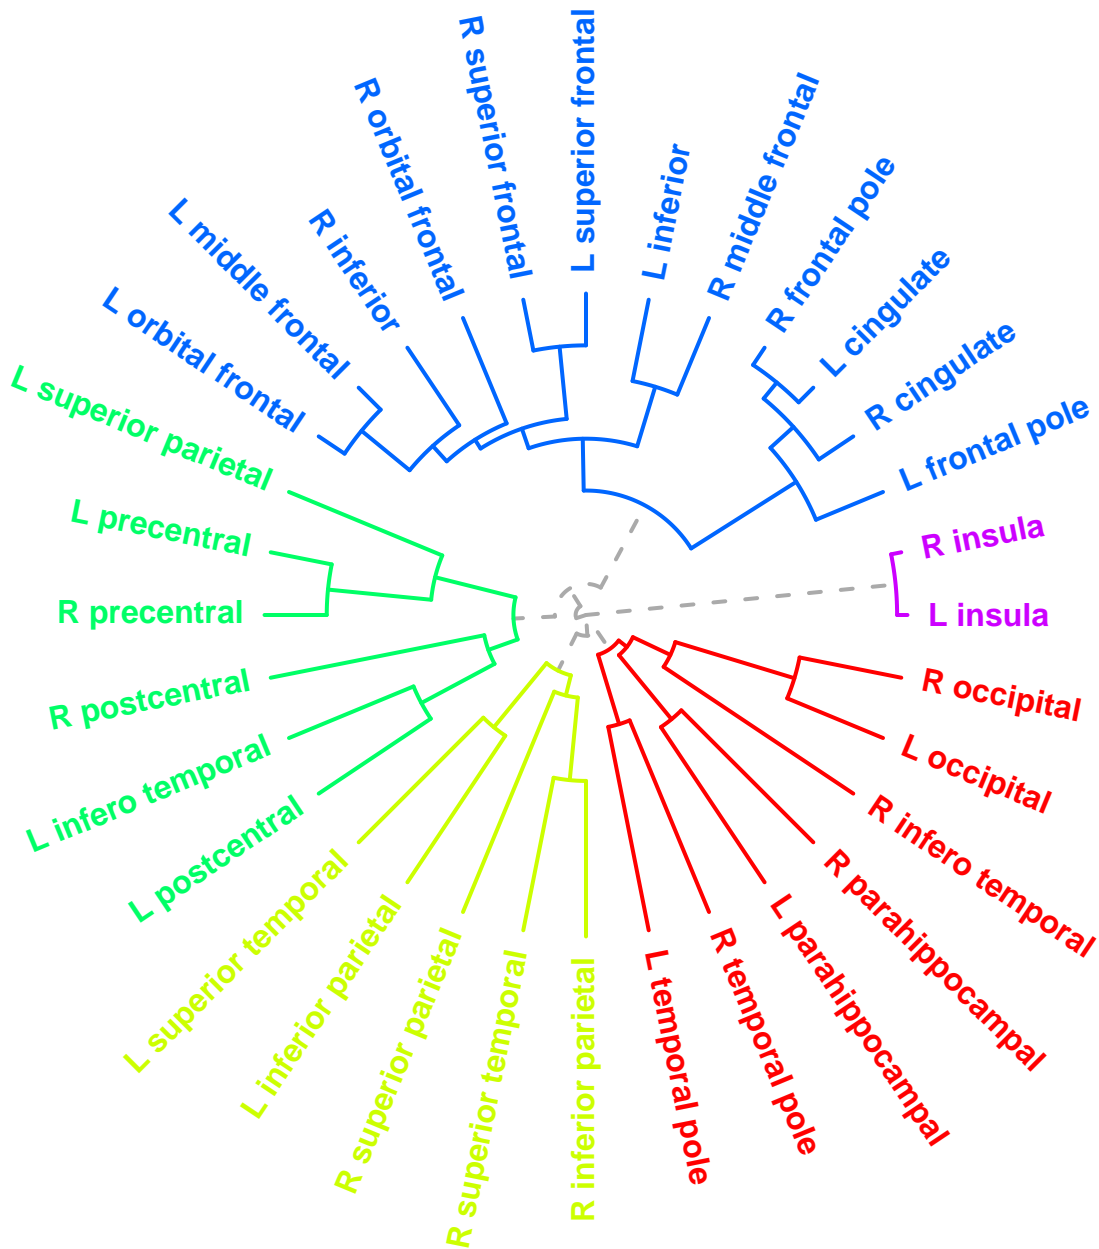 L superior frontal
R superior frontal
R orbital frontal
R inferior
L middle frontal
L orbital frontal
L superior parietal
L precentral
R precentral
R postcentral
L infero temporal
L postcentral
L superior temporal
L inferior parietal
R superior parietal
R superior temporal
R inferior parietal
L temporal pole
R temporal pole
L parahippocampal
R parahippocampal
R infero temporal
L occipital
R occipital
L insula
R insula
L frontal pole
R cingulate
L cingulate
R frontal pole
R middle frontal
L inferior